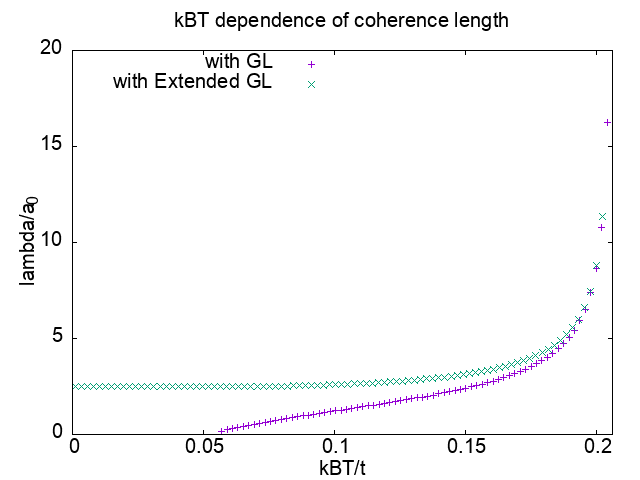 kBT dependence of coherence length
with GL
with Extended GL
20
15
10
5
0
lambda/a0
0
0.05
0.1
0.15
0.2
kBT/t